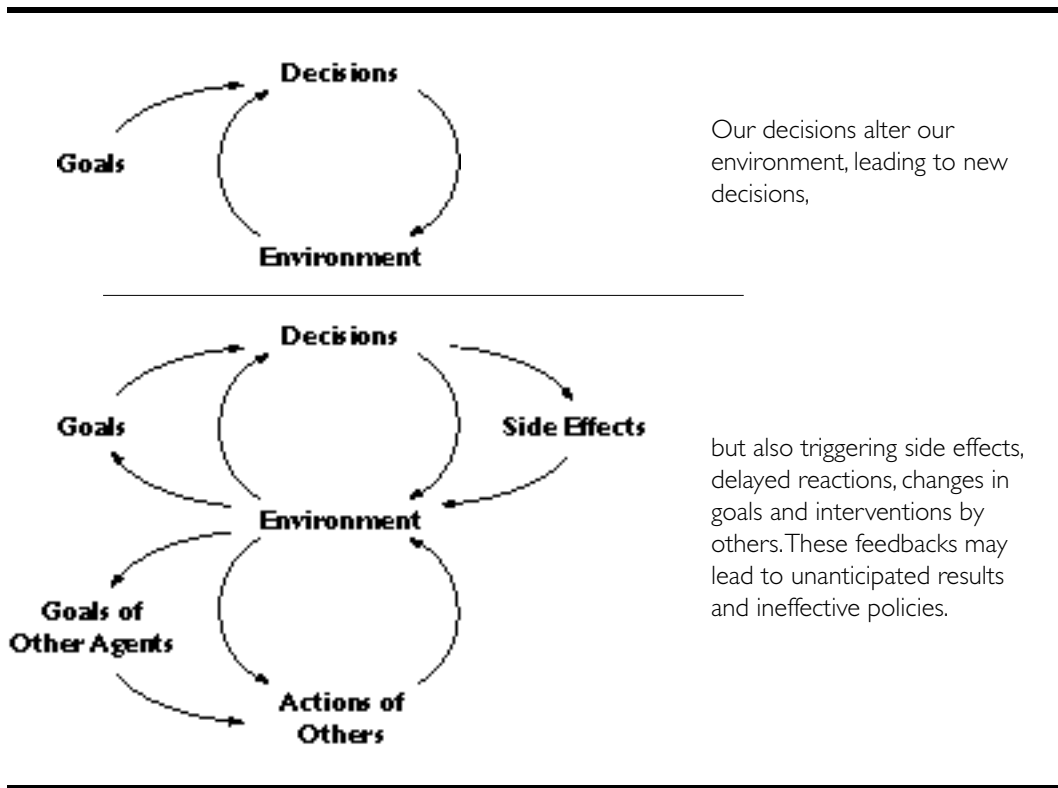 Decisions
Goals
Environment
Our decisions alter our
environment, leading to new
decisions,
Decisions
Goals
Side Effects
Environment
Goals of
Other Agents
Actions of
Others
but also triggering side effects,
delayed reactions, changes in
goals and interventions by
others. These feedbacks may
lead to unanticipated results
and ineffective policies.